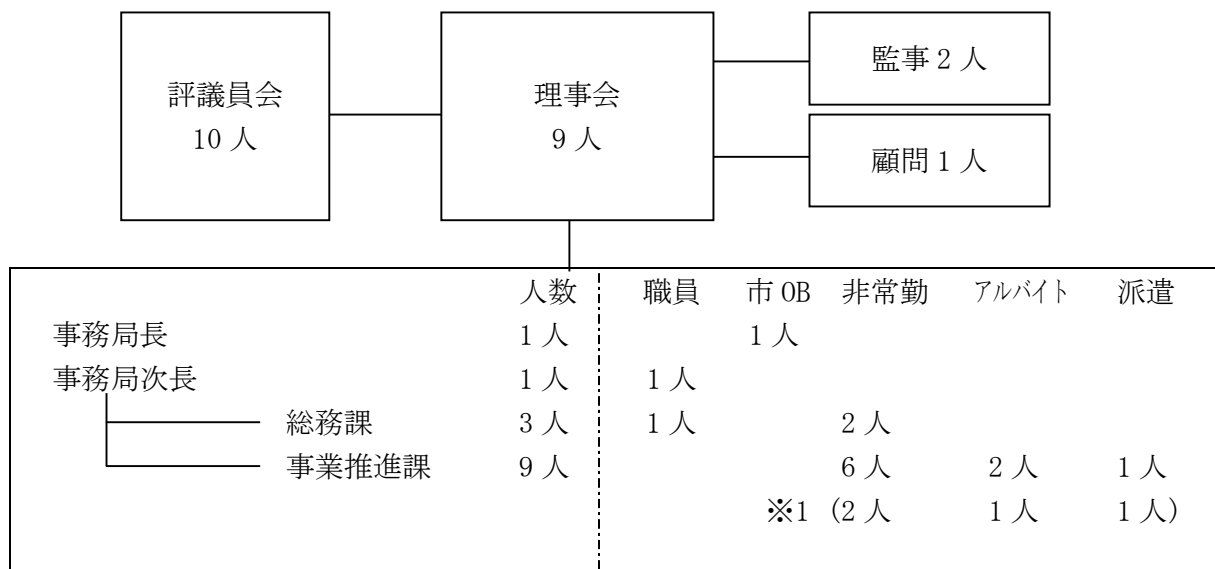 評議員会
10 人
理事会
9 人
監事 2 人
顧問 1 人
人数 職員 市 OB 非常勤 アルバイト 派遣
事務局長 1 人 1 人
事務局次長 1 人 1 人
総務課 3 人 1 人 2 人
事業推進課 9 人 6 人 2 人 1 人
※1 (2 人 1 人 1 人)